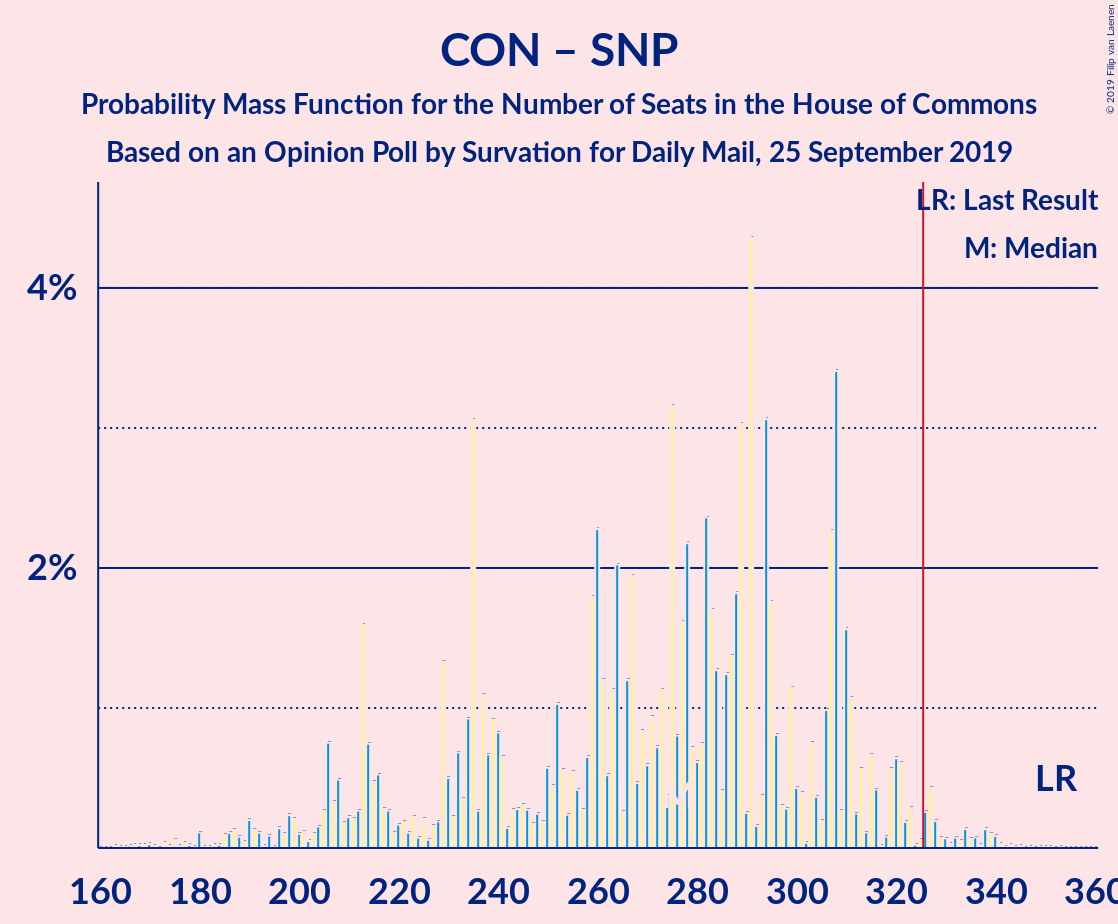 CON – SNP
Probability Mass Function for the Number of Seats in the House of Commons
Based on an Opinion Poll by Survation for Daily Mail, 25 September 2019
© 2019 Filip van Laenen
LR: Last Result
M: Median
4%
2%
LR
160 180 200 220 240 260 280 300 320 340 360